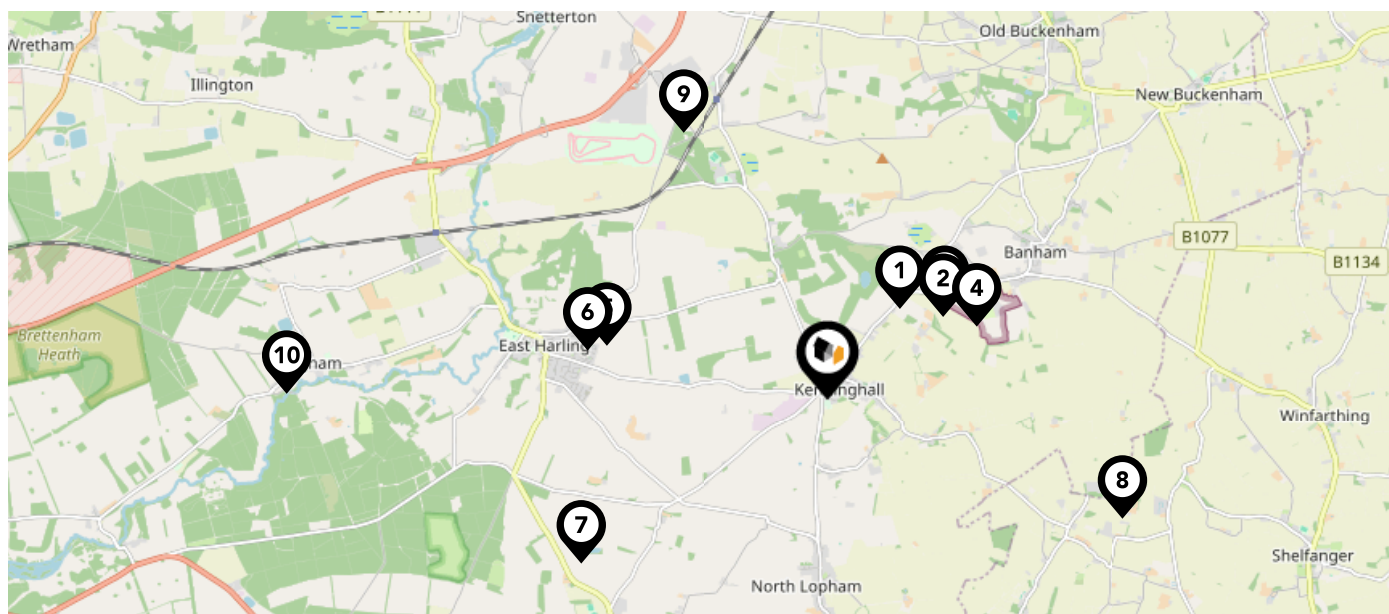 Snetterton
Old Buckenham
Wretham
Illington
9
New Buckenham
B1077
Banham
B1134
1
2
4
6
Brettenham
Heath
East Harling
10
ham
Winfarthing
8
7
Shelfanger
North Lopham